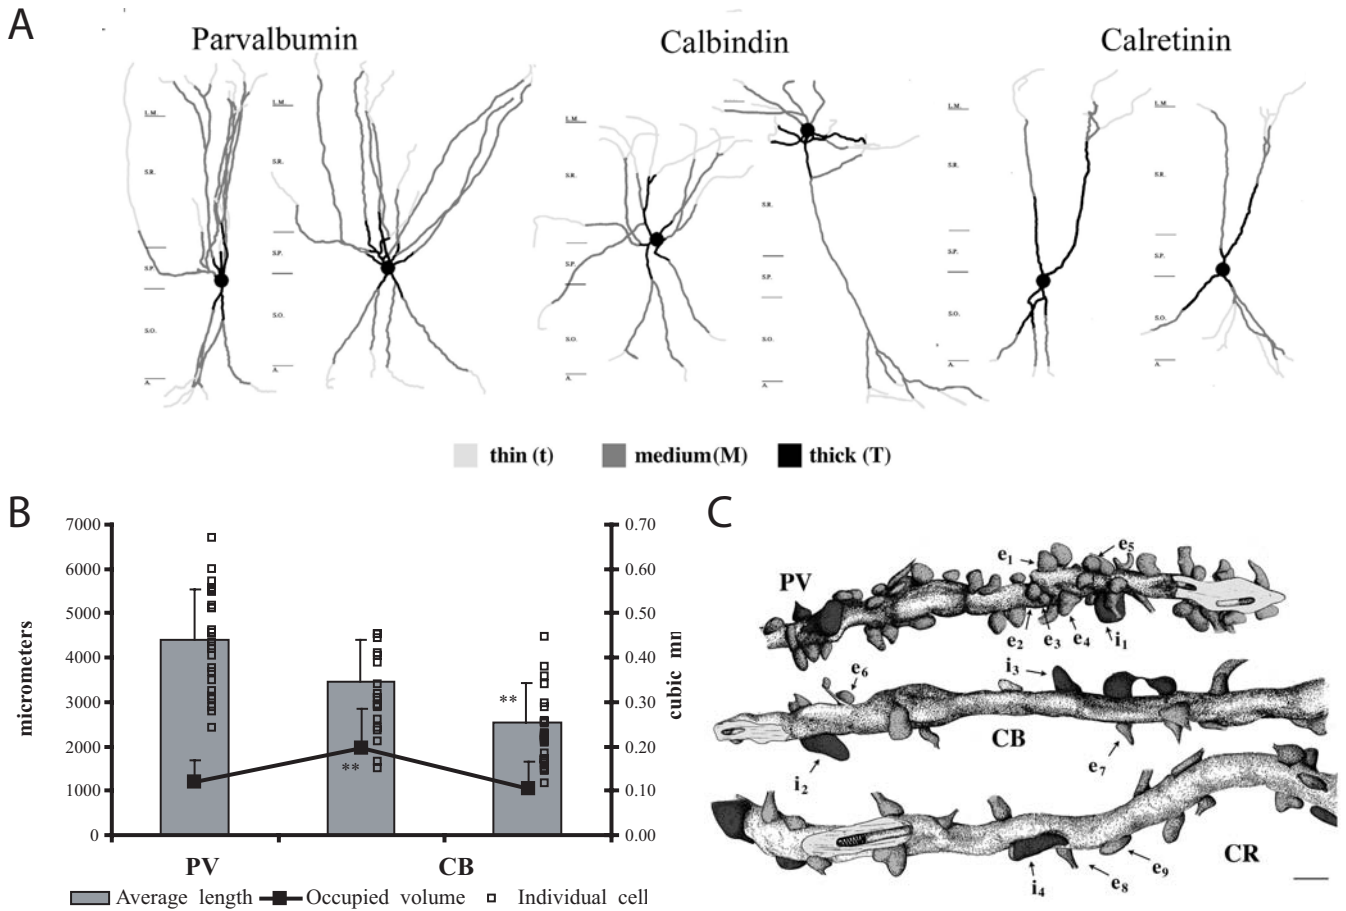 A
Parvalbumin
Calbindin
Calretinin
L.M.
S.R.
S.P.
S.O.
A.
L.M.
S.R.
S.P.
S.O.
A.
L.M.
S.R.
S.P.
S.O.
A.
S.R.
S.P.
S.O.
A.
L.M.
S.R.
S.P.
S.O.
A.
L.M.
S.R.
S.P.
S.O.
A.
thin (t)
medium(M)
thick (T)
B
micrometers
7000
6000
5000
4000
3000
2000
1000
0
0.70
0.60
0.50
0.40
0.30
0.20
0.10
0.00
cubic
**
**
PV
CB
Average length
Occupied volume
Individual cell
C
PV
e1
e5
e2
e3
e4
i1
e6
i3
CB
i2
e7
CR
i4
e8
e9